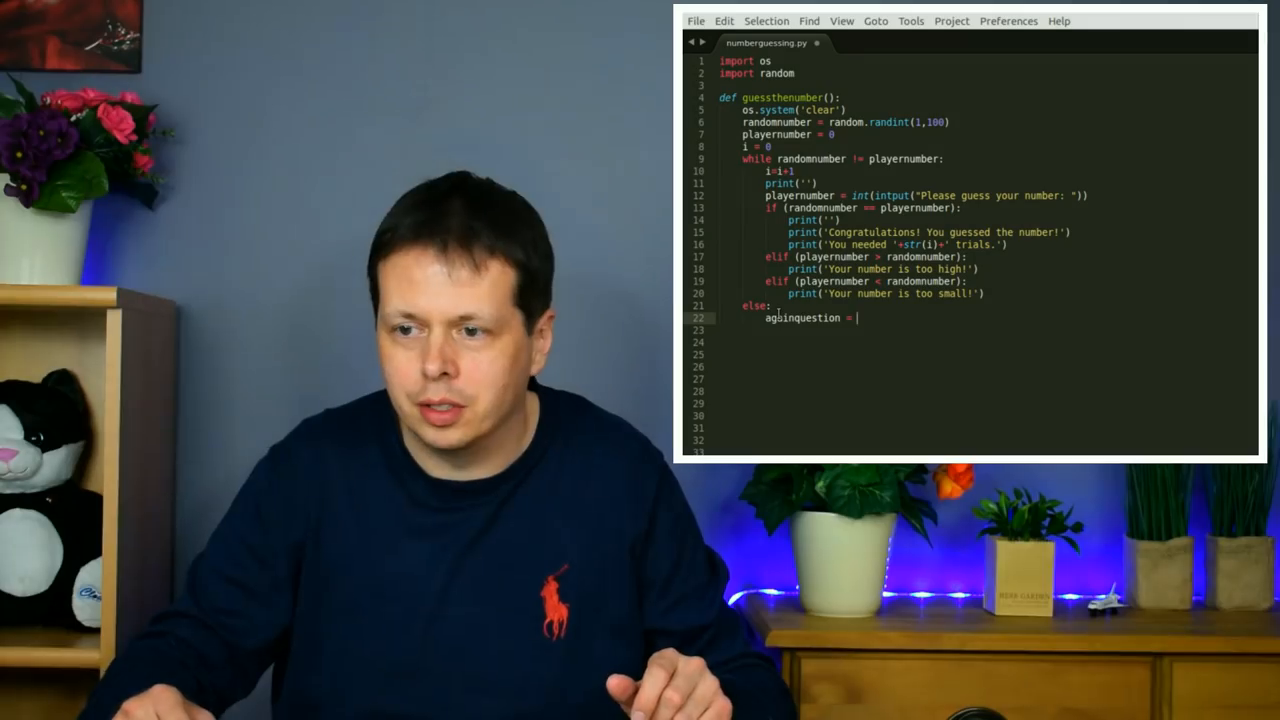 File Edit Selection Find View Goto Tools Project Preferences Help
numberguessing.py
1 import os
2 import random
3
4 def guessthenumber():
5 os.system('clear')
6 randomnumber = random.randint(1,100)
7 playernumber = 0
8 i = 0
9 while randomnumber != playernumber:
10 i=i+1
11 print('')
12 playernumber = int(intput("Please guess your number: "))
13 if (randomnumber == playernumber):
14 print('')
15 print('Congratulations! You guessed the number!')
16 print('You needed '+str(i)+' trials.')
17 elif (playernumber > randomnumber):
18 print('Your number is too high!')
19 elif (playernumber < randomnumber):
20 print('Your number is too small!')
21 else:
22 againquestion =
23
24
25
26
27
28
29
30
31
32
33
HERB GARDEN